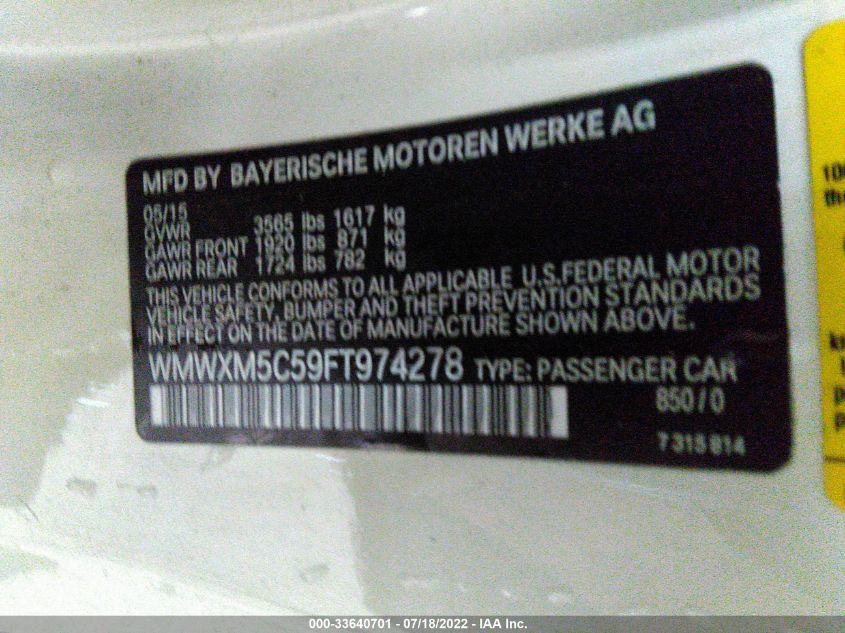 MFD BY BAYERISCHE MOTOREN WERKE AG
05/15
GVWR 3565 lbs 1617 kg
GAWR FRONT 1920 lbs 871 kg
GAWR REAR 1724 lbs 782 kg
THIS VEHICLE CONFORMS TO ALL APPLICABLE U.S.FEDERAL MOTOR
VEHICLE SAFETY, BUMPER AND THEFT PREVENTION STANDARDS
IN EFFECT ON THE DATE OF MANUFACTURE SHOWN ABOVE.
WMWXM5C59FT974278 TYPE: PASSENGER CAR
850/0
7 315 814
000-33640701 - 07/18/2022 - IAA Inc.